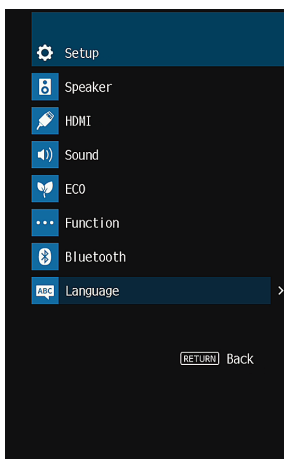 Setup
Speaker
HDMI
Sound
ECO
Function
Bluetooth
ABC Language
RETURN Back